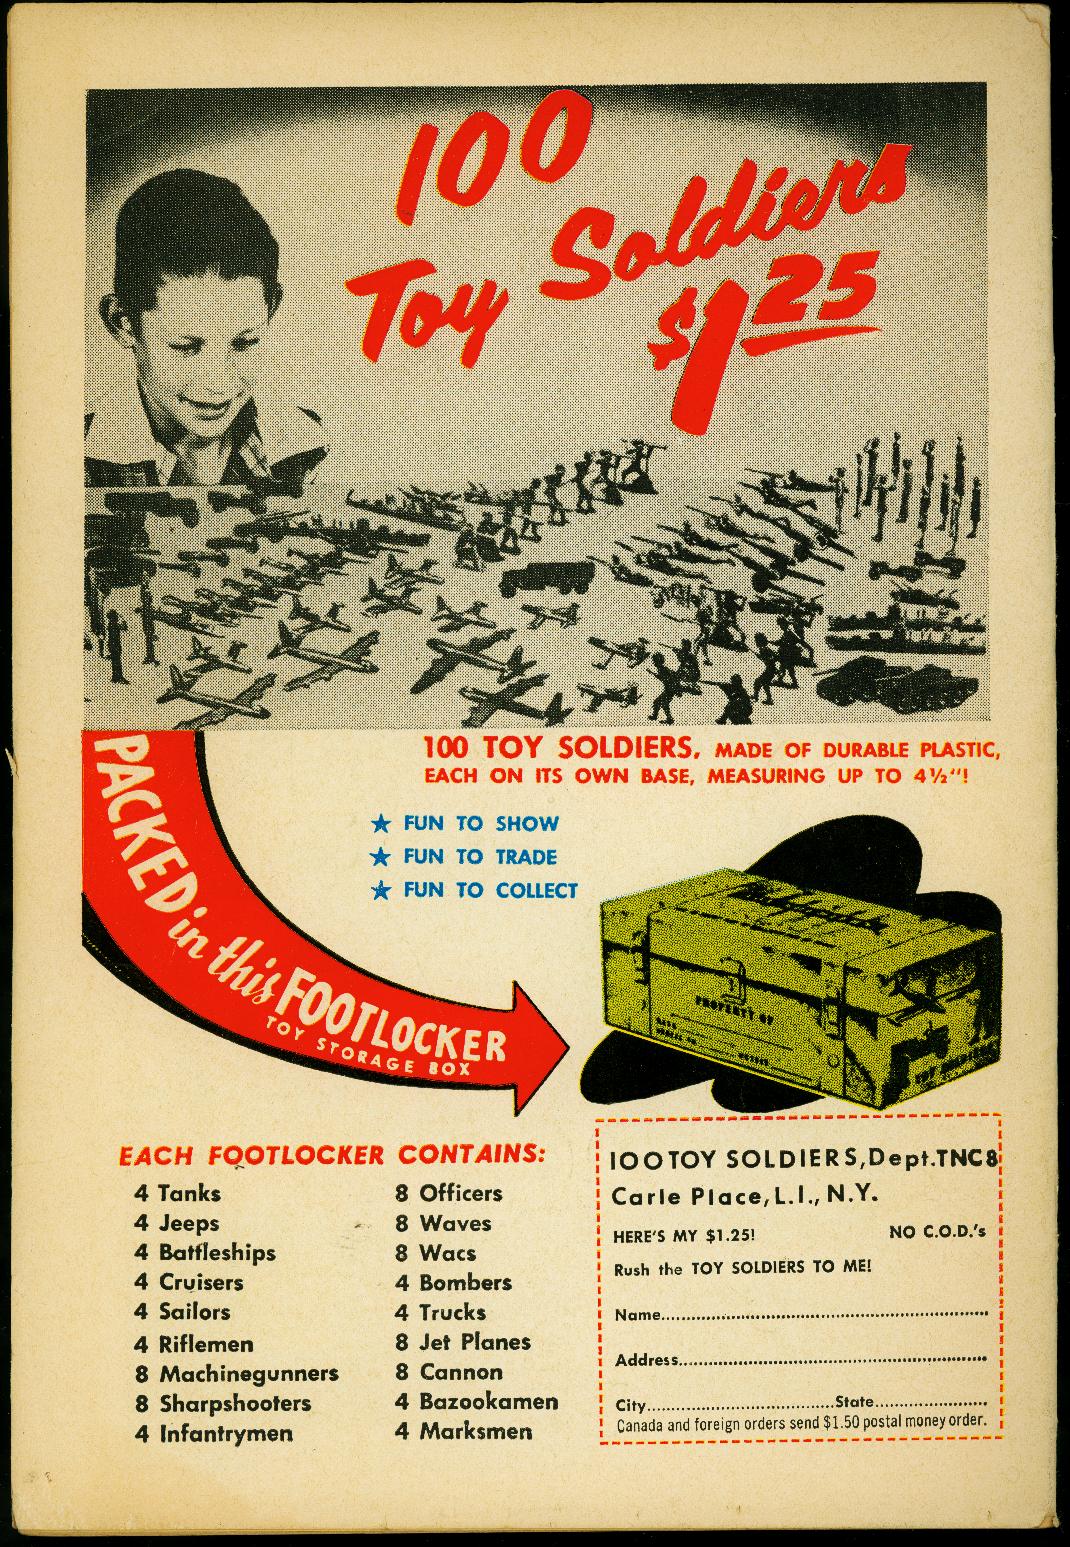 100
Toy Soldiers
$1.25
100 TOY SOLDIERS, MADE OF DURABLE PLASTIC,
EACH ON ITS OWN BASE, MEASURING UP TO 4½"!
★ FUN TO SHOW
★ FUN TO TRADE
★ FUN TO COLLECT
PACKED in this FOOTLOCKER
TOY STORAGE BOX
PROPERTY OF
TOY SOLDIERS
EACH FOOTLOCKER CONTAINS:
4 Tanks
4 Jeeps
4 Battleships
4 Cruisers
4 Sailors
4 Riflemen
8 Machinegunners
8 Sharpshooters
4 Infantrymen
8 Officers
8 Waves
8 Wacs
4 Bombers
4 Trucks
8 Jet Planes
8 Cannon
4 Bazookamen
4 Marksmen
100 TOY SOLDIERS, Dept. TNC8
Carle Place, L.I., N.Y.
HERE'S MY $1.25! NO C.O.D.'s
Rush the TOY SOLDIERS TO ME!
Name
Address
City State
Canada and foreign orders send $1.50 postal money order.